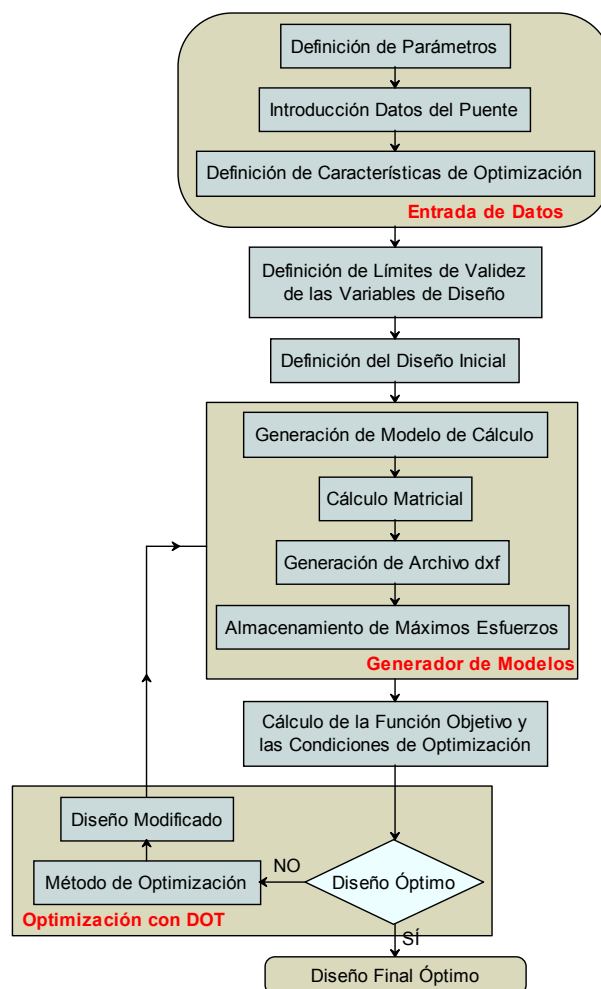 Definición de Parámetros
Introducción Datos del Puente
Definición de Características de Optimización
Entrada de Datos
Definición de Límites de Validez
de las Variables de Diseño
Definición del Diseño Inicial
Generación de Modelo de Cálculo
Cálculo Matricial
Generación de Archivo dxf
Almacenamiento de Máximos Esfuerzos
Generador de Modelos
Cálculo de la Función Objetivo y
las Condiciones de Optimización
Diseño Modificado
NO
Método de Optimización
Diseño Óptimo
Optimización con DOT
SÍ
Diseño Final Óptimo